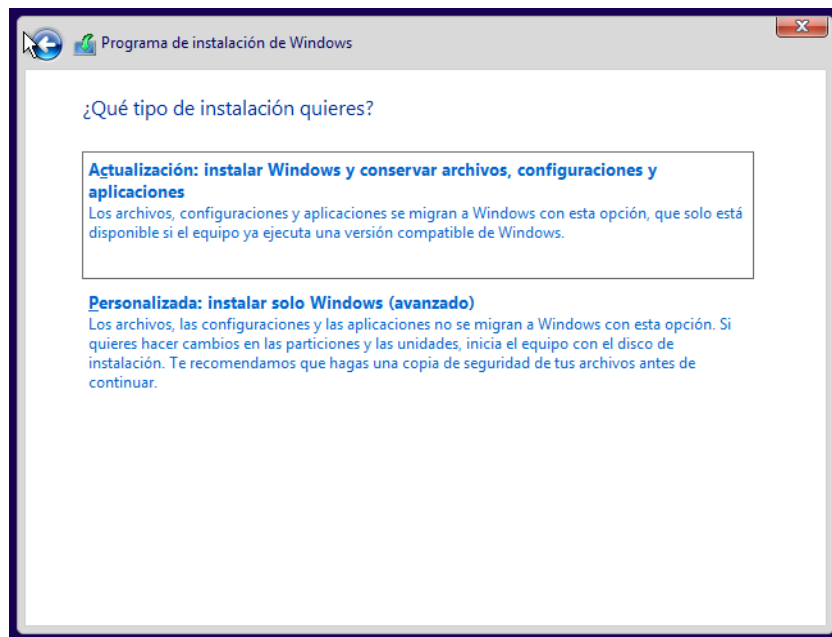 Programa de instalación de Windows
¿Qué tipo de instalación quieres?
Actualización: instalar Windows y conservar archivos, configuraciones y
aplicaciones
Los archivos, configuraciones y aplicaciones se migran a Windows con esta opción, que solo está
disponible si el equipo ya ejecuta una versión compatible de Windows.
Personalizada: instalar solo Windows (avanzado)
Los archivos, las configuraciones y las aplicaciones no se migran a Windows con esta opción. Si
quieres hacer cambios en las particiones y las unidades, inicia el equipo con el disco de
instalación. Te recomendamos que hagas una copia de seguridad de tus archivos antes de
continuar.